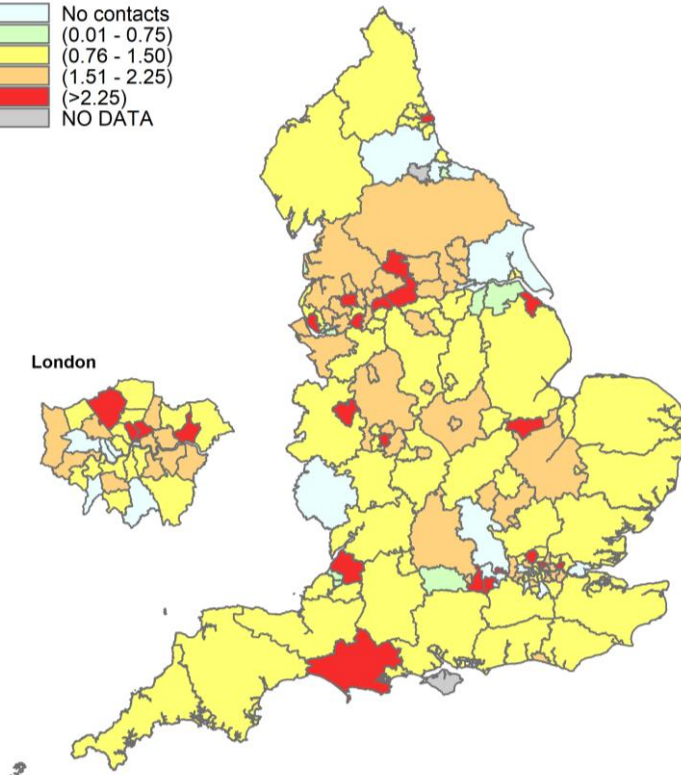 No contacts
(0.01 - 0.75)
(0.76 - 1.50)
(1.51 - 2.25)
(>2.25)
NO DATA
London